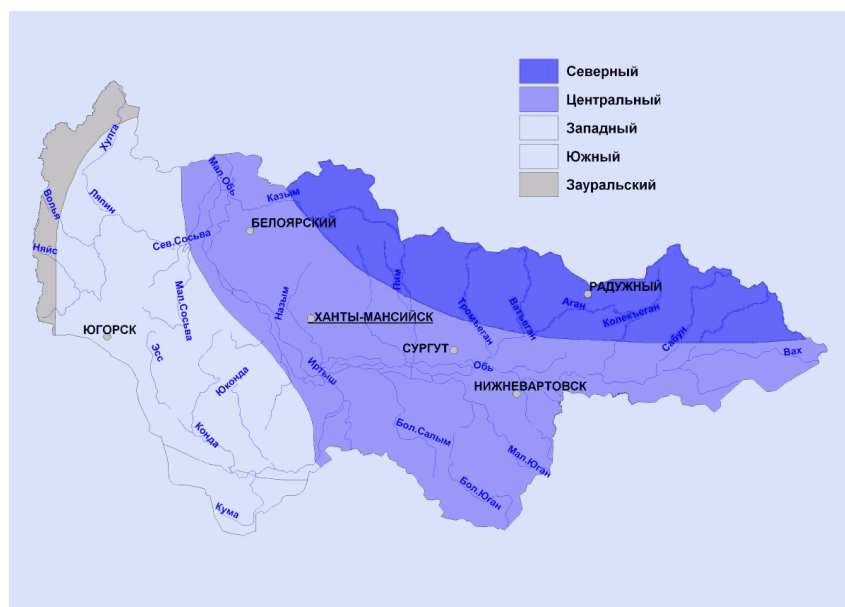 Северный
Центральный
Западный
Южный
Зауральский
Хулга
Мал.Обь
Казым
Волья
Ляпин
БЕЛОЯРСКИЙ
Сев.Сосьва
Няйс
Пим
РАДУЖНЫЙ
Аган
Назым
Мал.Сосьва
Тромъеган
Ватьеган
Колекъеган
ХАНТЫ-МАНСИЙСК
ЮГОРСК
Сабун
Эсс
СУРГУТ
Вах
Иртыш
Обь
Юконда
НИЖНЕВАРТОВСК
Конда
Бол.Салым
Мал.Юган
Бол.Юган
Кума